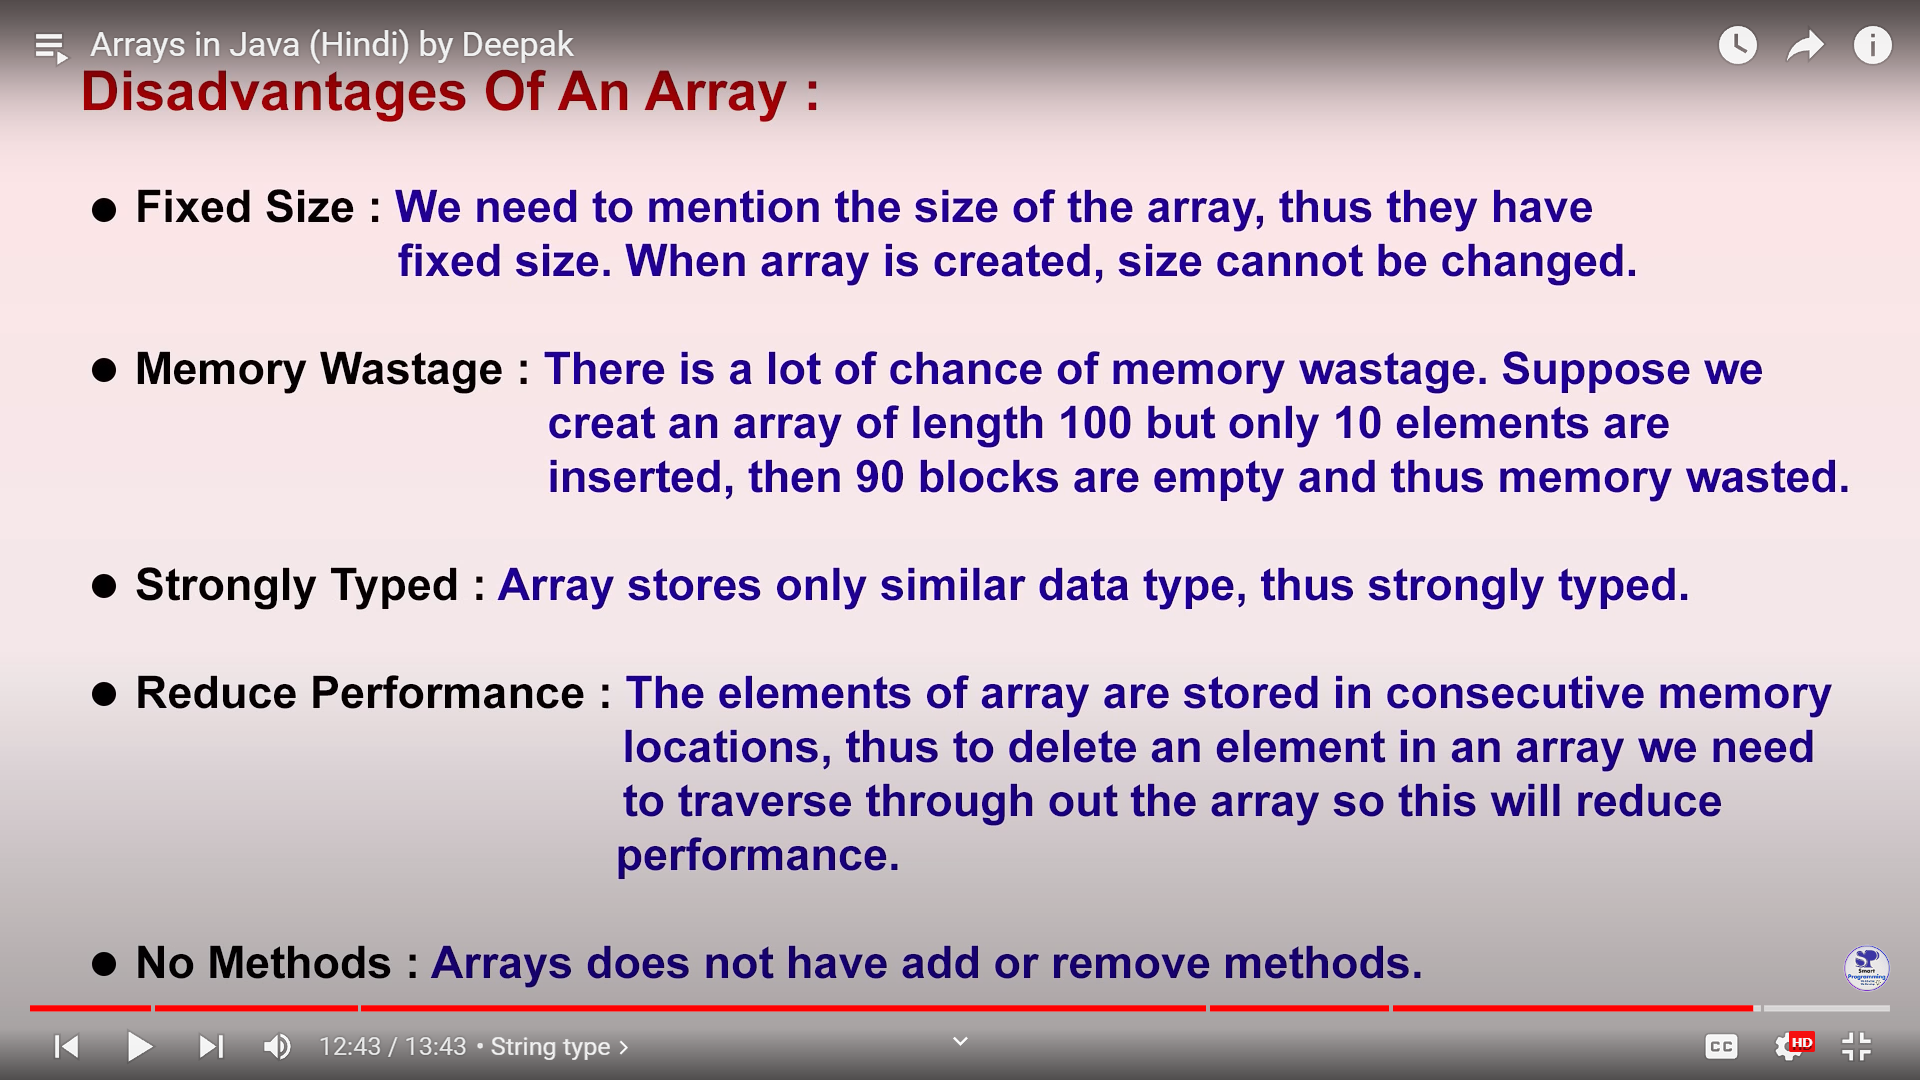 Arrays in Java (Hindi) by Deepak
Disadvantages Of An Array :
● Fixed Size : We need to mention the size of the array, thus they have
fixed size. When array is created, size cannot be changed.
● Memory Wastage : There is a lot of chance of memory wastage. Suppose we
creat an array of length 100 but only 10 elements are
inserted, then 90 blocks are empty and thus memory wasted.
● Strongly Typed : Array stores only similar data type, thus strongly typed.
● Reduce Performance : The elements of array are stored in consecutive memory
locations, thus to delete an element in an array we need
to traverse through out the array so this will reduce
performance.
● No Methods : Arrays does not have add or remove methods.
SP
Smart
Programming
12:43 / 13:43 • String type >
CC
HD